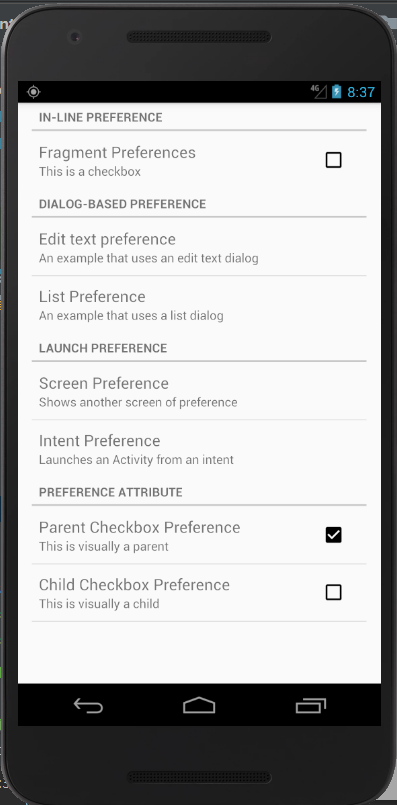 4G 8:37
IN-LINE PREFERENCE
Fragment Preferences
This is a checkbox
DIALOG-BASED PREFERENCE
Edit text preference
An example that uses an edit text dialog
List Preference
An example that uses a list dialog
LAUNCH PREFERENCE
Screen Preference
Shows another screen of preference
Intent Preference
Launches an Activity from an intent
PREFERENCE ATTRIBUTE
Parent Checkbox Preference
This is visually a parent
Child Checkbox Preference
This is visually a child